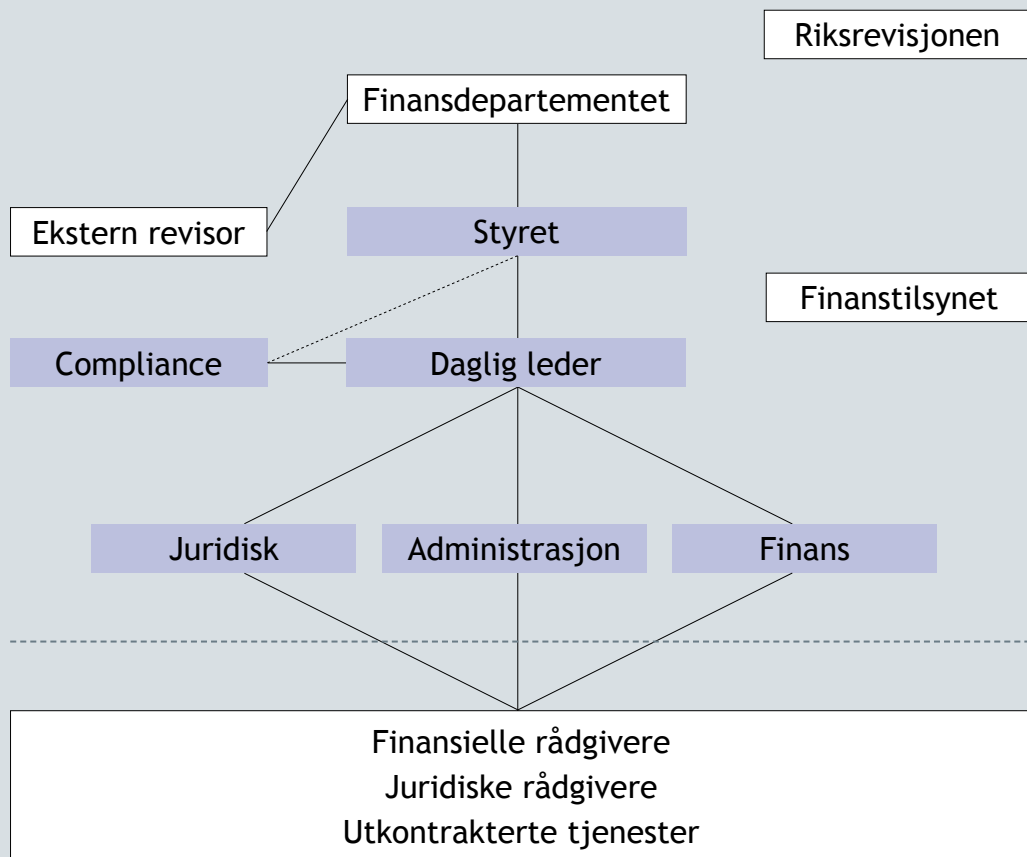 Riksrevisjonen
Finansdepartementet
Ekstern revisor
Styret
Finanstilsynet
Compliance
Daglig leder
Juridisk
Administrasjon
Finans
Finansielle rådgivere
Juridiske rådgivere
Utkontrakterte tjenester